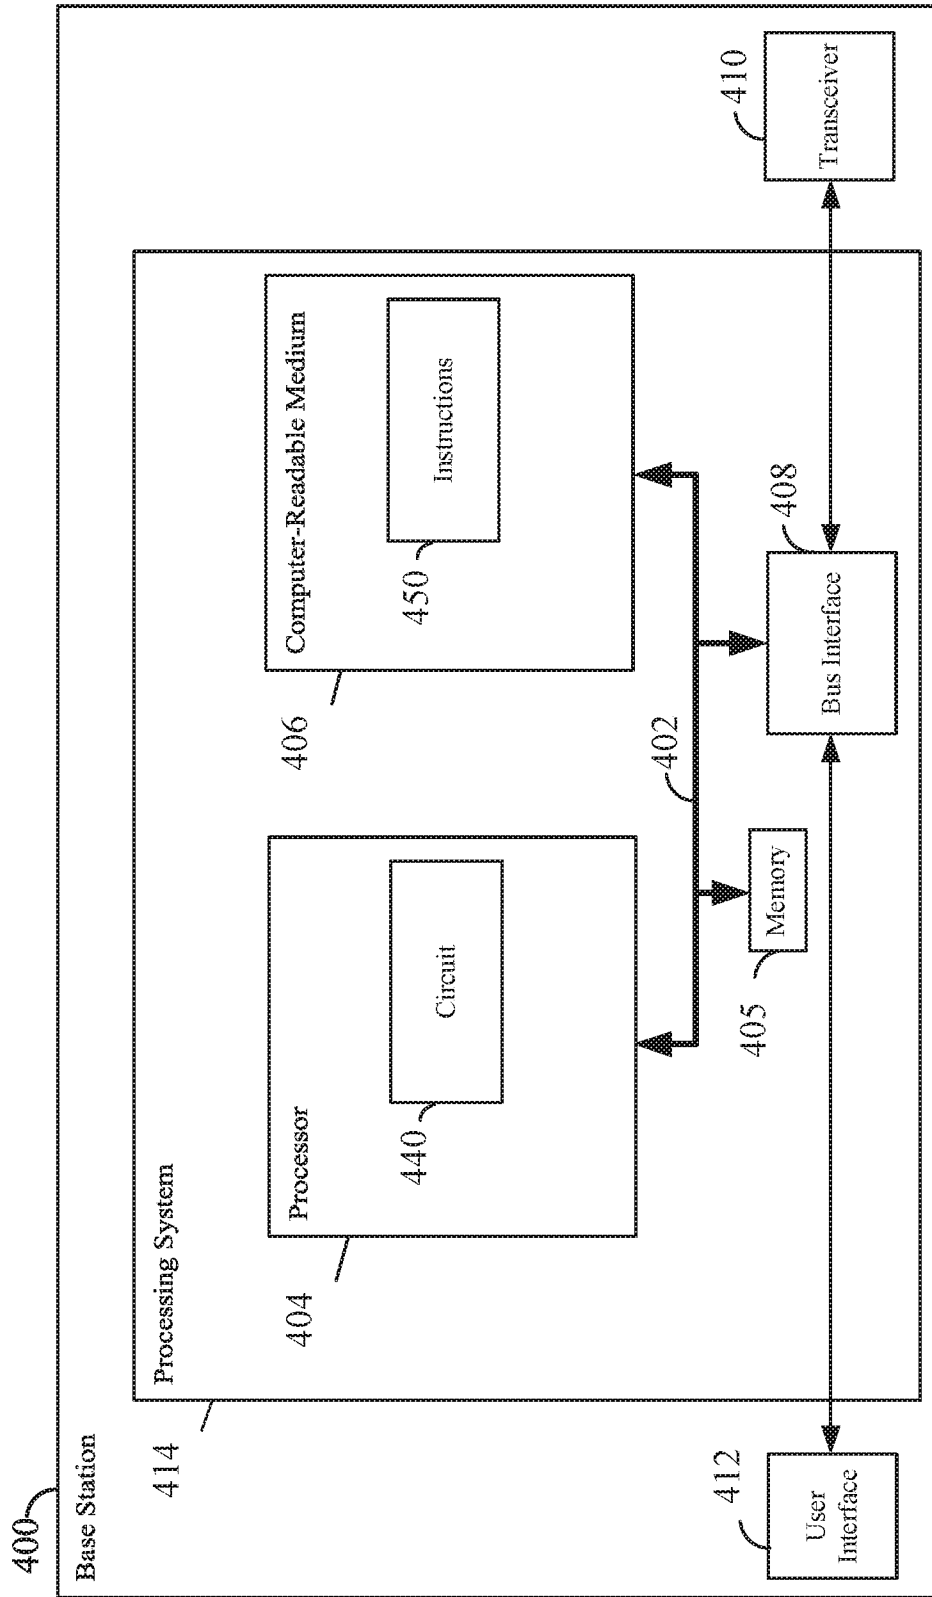 400
Base Station
414
Processing System
404
Processor
440
Circuit
406
Computer-Readable Medium
450
Instructions
402
405
Memory
408
Bus Interface
412
User
Interface
410
Transceiver